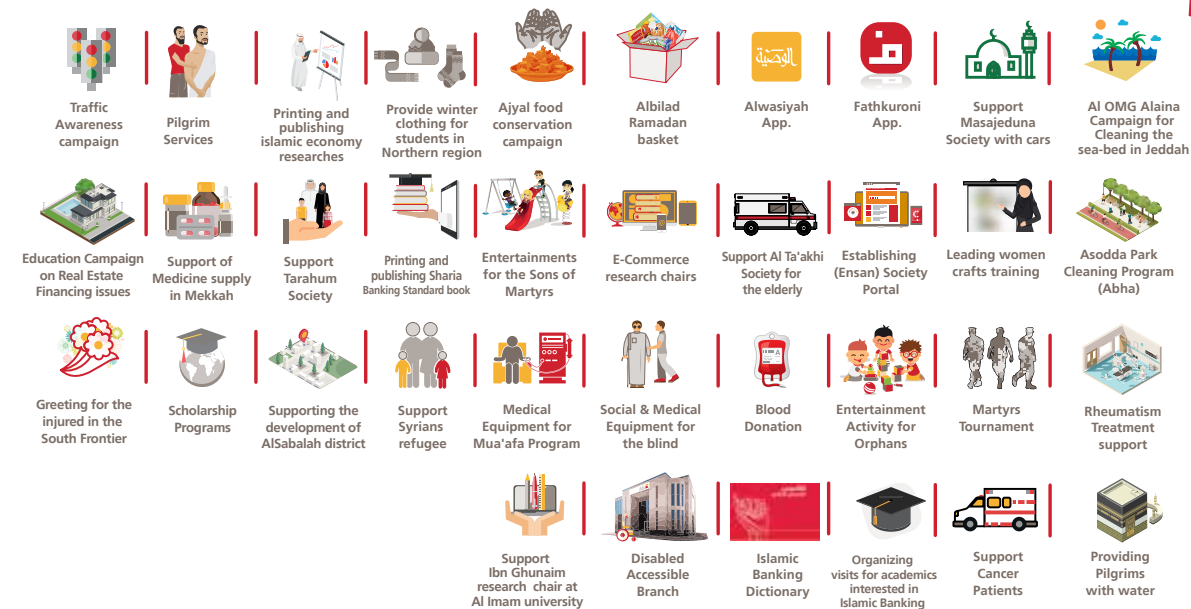 الوصية
Traffic
Awareness
campaign
Pilgrim
Services
Printing and
publishing
islamic economy
researches
Provide winter
clothing for
students in
Northern region
Ajyal food
conservation
campaign
Albilad
Ramadan
basket
Alwasiyah
App.
Fathkuroni
App.
Support
Masajeduna
Society with cars
Al OMG Alaina
Campaign for
Cleaning the
sea-bed in Jeddah
Education Campaign
on Real Estate
Financing issues
Support of
Medicine supply
in Mekkah
Support
Tarahum
Society
Printing and
publishing Sharia
Banking Standard book
Entertainments
for the Sons of
Martyrs
E-Commerce
research chairs
Support Al Ta'akhi
Society for
the elderly
Establishing
(Ensan) Society
Portal
Leading women
crafts training
Asodda Park
Cleaning Program
(Abha)
Greeting for the
injured in the
South Frontier
Scholarship
Programs
Supporting the
development of
AlSabalah district
Support
Syrians
refugee
Medical
Equipment for
Mua'afa Program
Social & Medical
Equipment for
the blind
Blood
Donation
Entertainment
Activity for
Orphans
Martyrs
Tournament
Rheumatism
Treatment
support
Support
Ibn Ghunaim
research chair at
Al Imam university
Disabled
Accessible
Branch
Islamic
Banking
Dictionary
Organizing
visits for academics
interested in
Islamic Banking
Support
Cancer
Patients
Providing
Pilgrims
with water